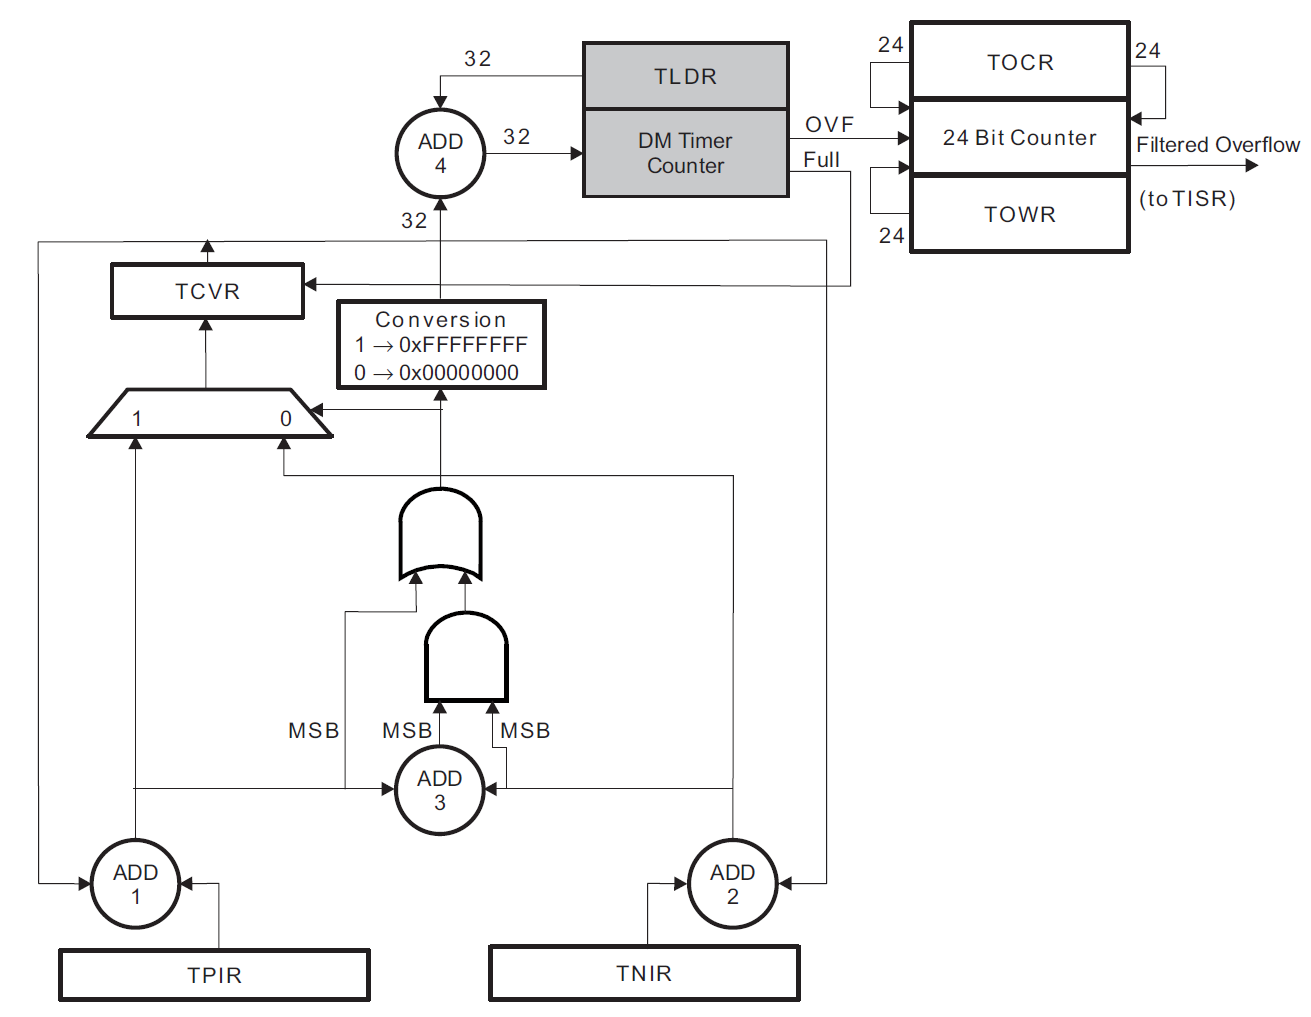 32
TLDR
24
TOCR
24
ADD
4
32
DM Timer
Counter
OVF
Full
24 Bit Counter
Filtered Overflow
(to TISR)
TOWR
24
32
TCVR
Conversion
1 → 0xFFFFFFFF
0 → 0x00000000
1
0
MSB
MSB
MSB
ADD
3
ADD
1
ADD
2
TPIR
TNIR